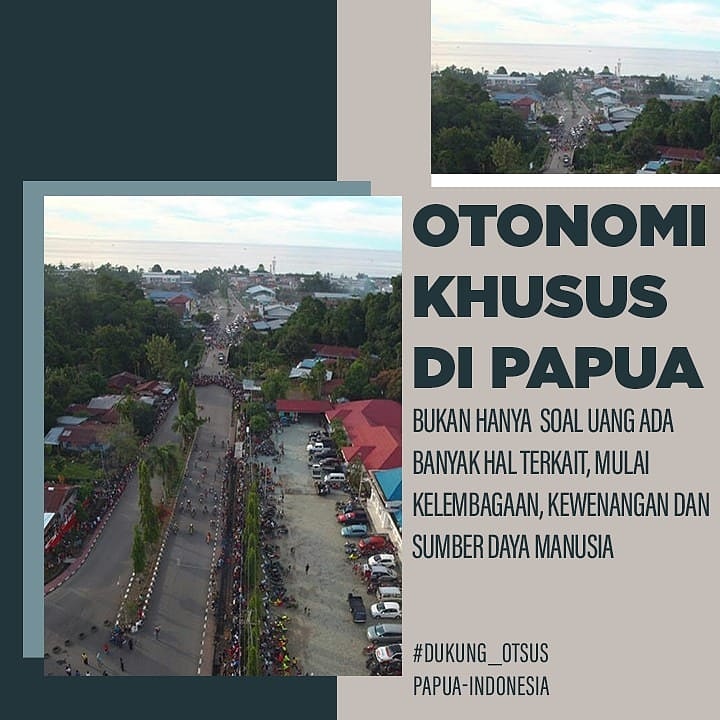 OTONOMI
KHUSUS
DI PAPUA
BUKAN HANYA SOAL UANG ADA
BANYAK HAL TERKAIT, MULAI
KELEMBAGAAN, KEWENANGAN DAN
SUMBER DAYA MANUSIA
#DUKUNG_OTSUS
PAPUA-INDONESIA